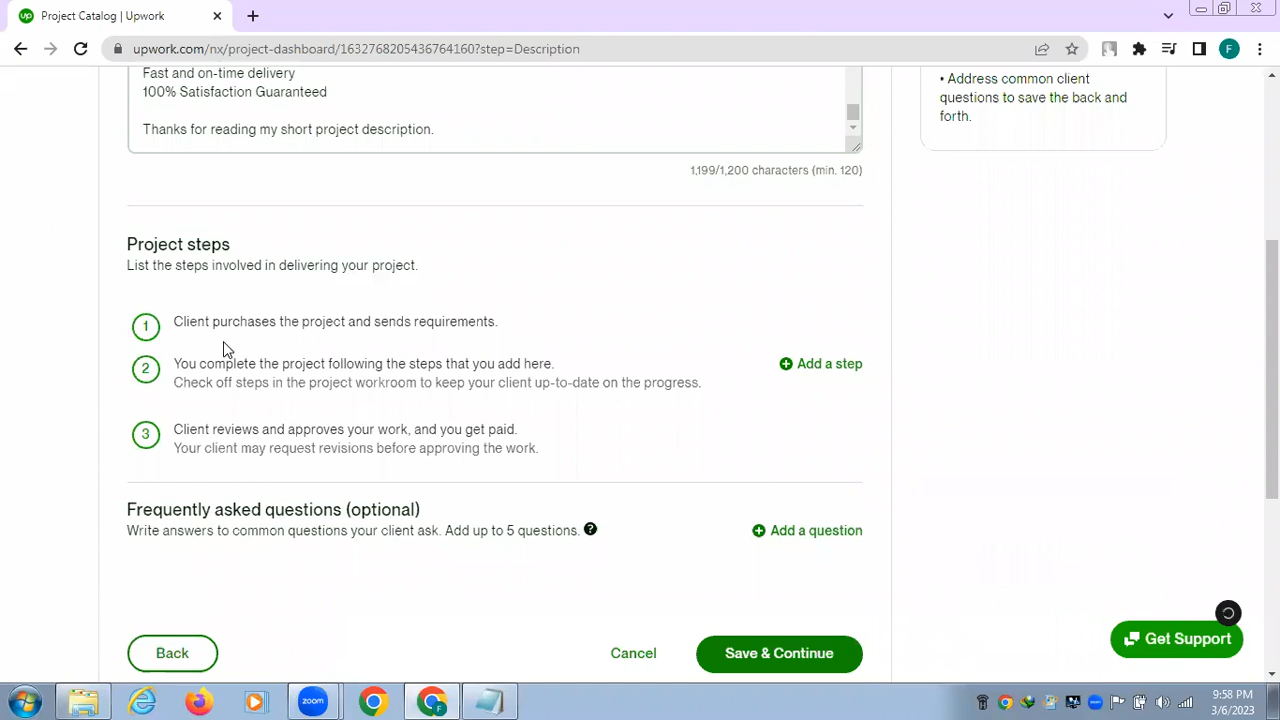 up Project Catalog | Upwork
upwork.com/nx/project-dashboard/1632768205436764160?step=Description
F
Fast and on-time delivery
100% Satisfaction Guaranteed
Thanks for reading my short project description.
1,199/1,200 characters (min. 120)
• Address common client
questions to save the back and
forth.
Project steps
List the steps involved in delivering your project.
1 Client purchases the project and sends requirements.
2 You complete the project following the steps that you add here.
Add a step
Check off steps in the project workroom to keep your client up-to-date on the progress.
3 Client reviews and approves your work, and you get paid.
Your client may request revisions before approving the work.
Frequently asked questions (optional)
Write answers to common questions your client ask. Add up to 5 questions. ?
Add a question
Back
Cancel
Save & Continue
Get Support
zoom
F
9:58 PM
3/6/2023